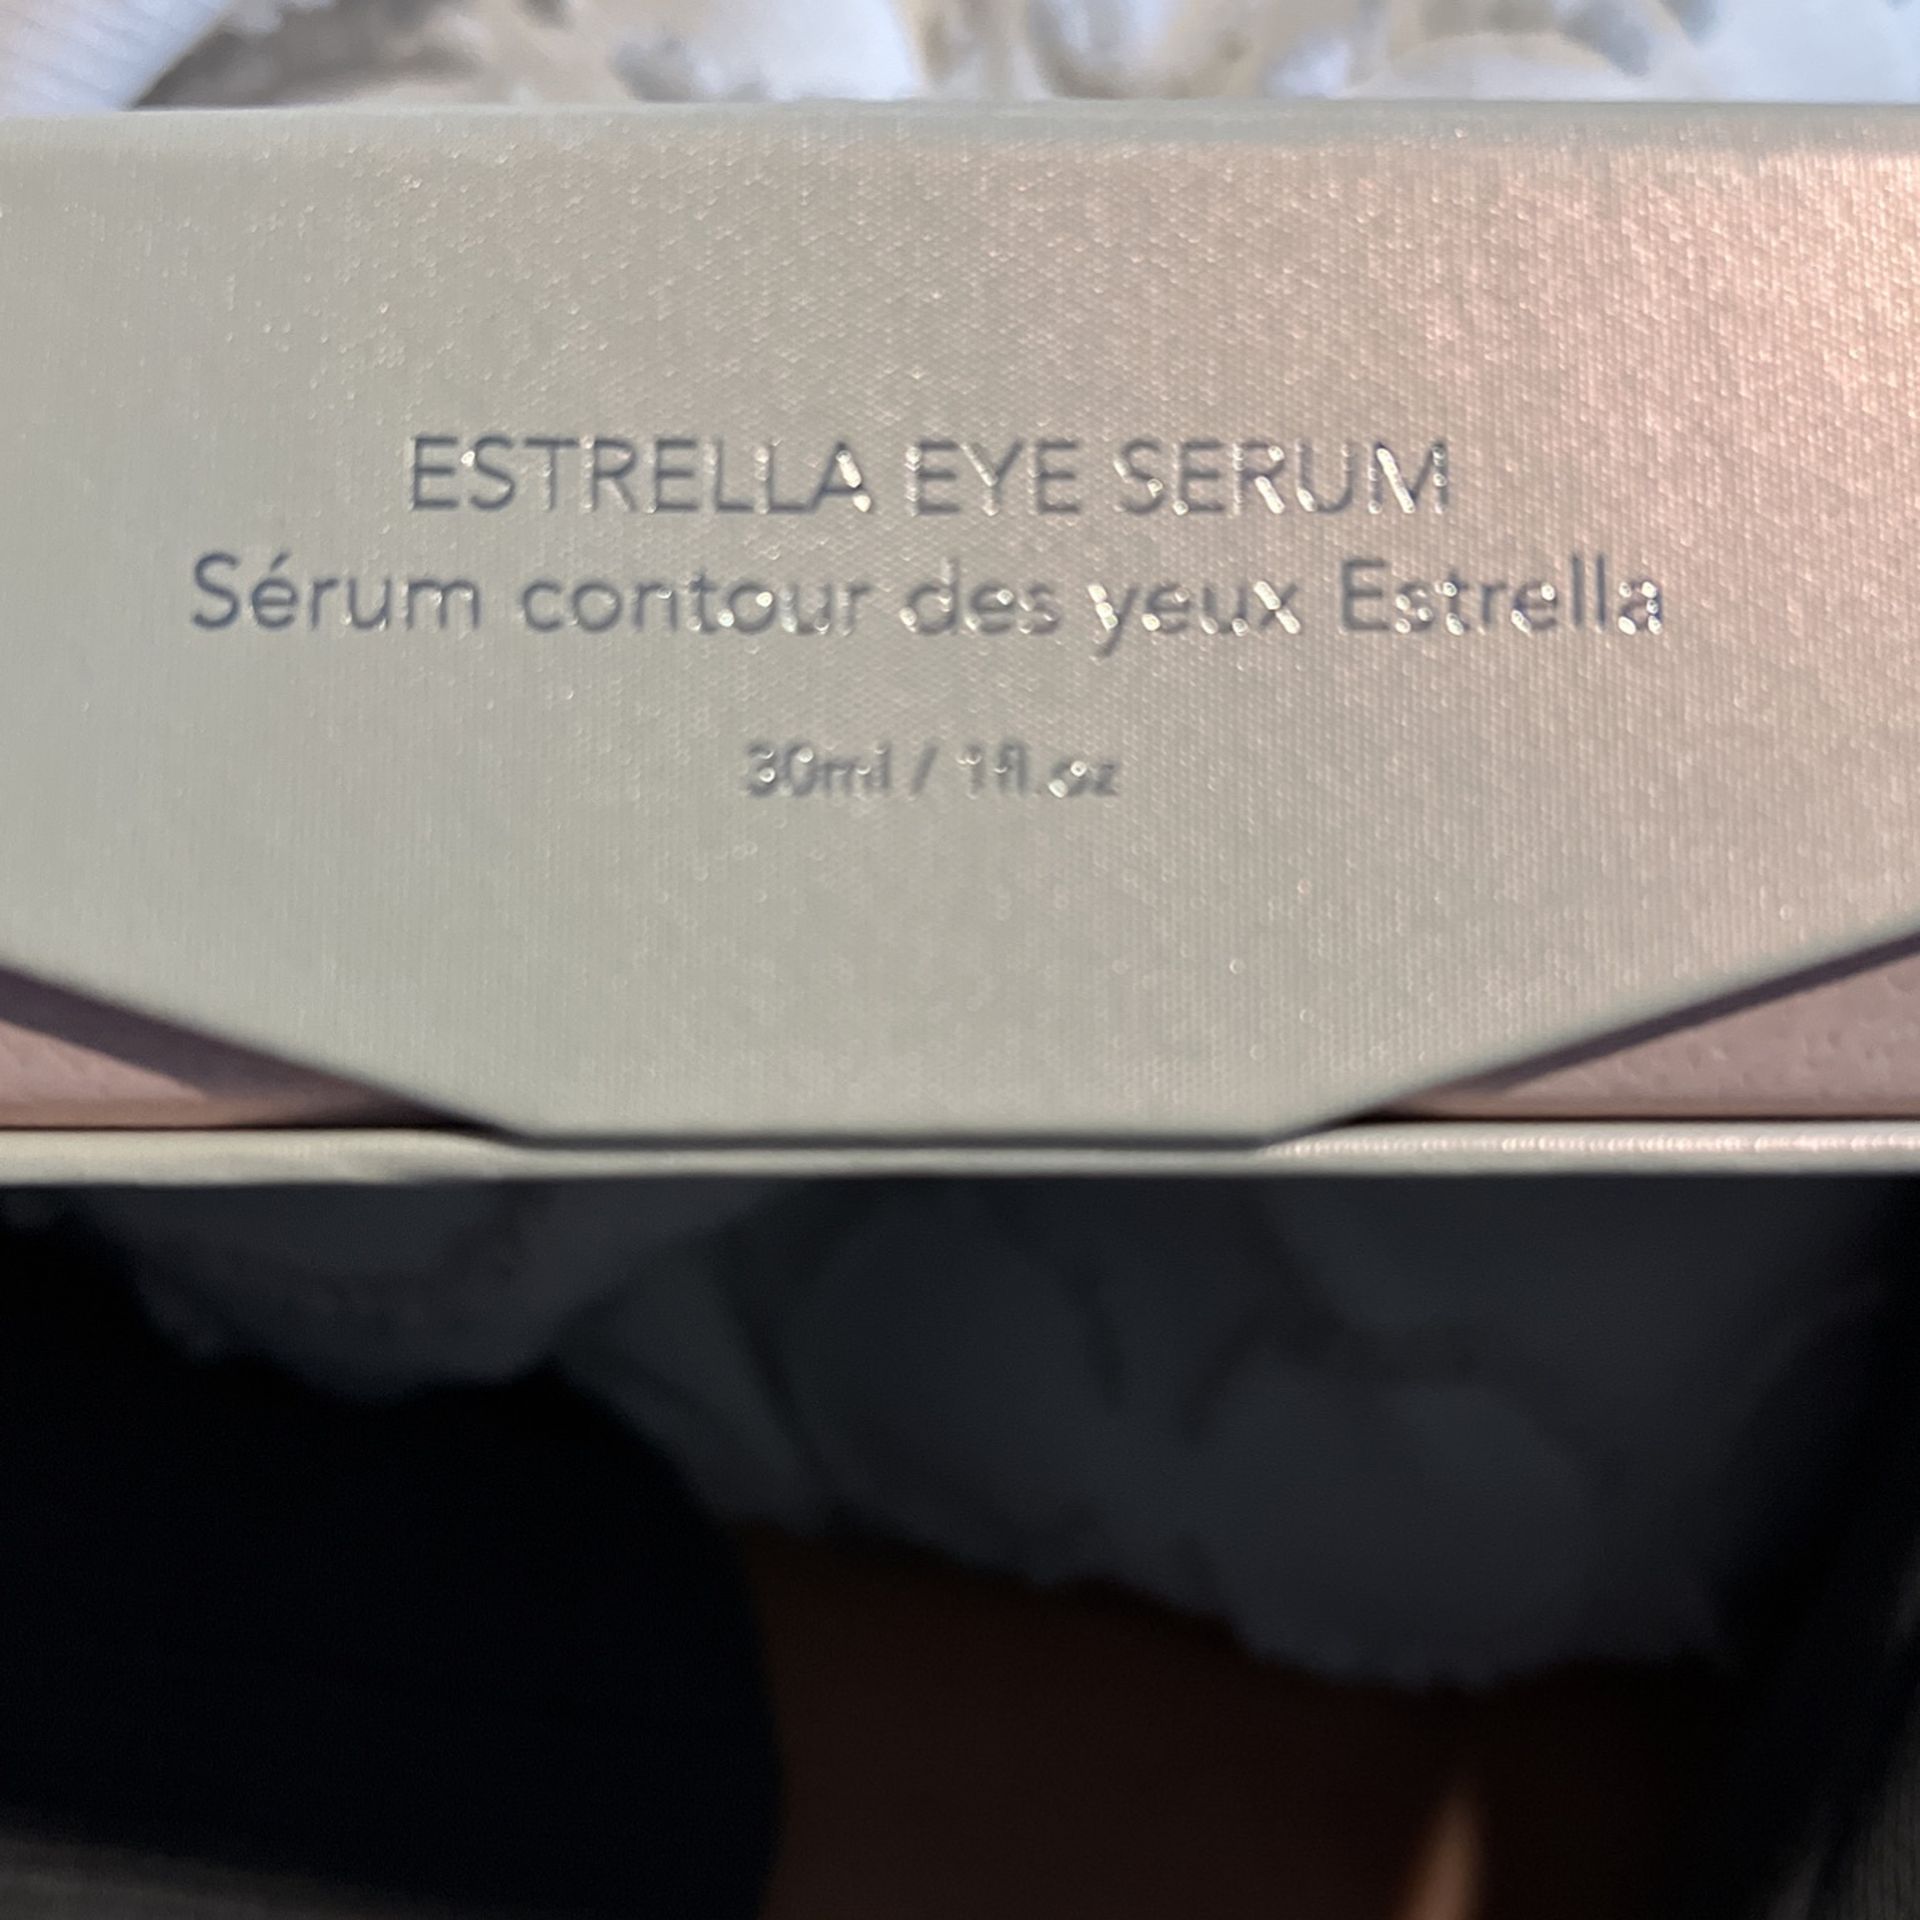 ESTRELLA EYE SERUM
Sérum contour des yeux Estrella
30ml / 1fl.oz